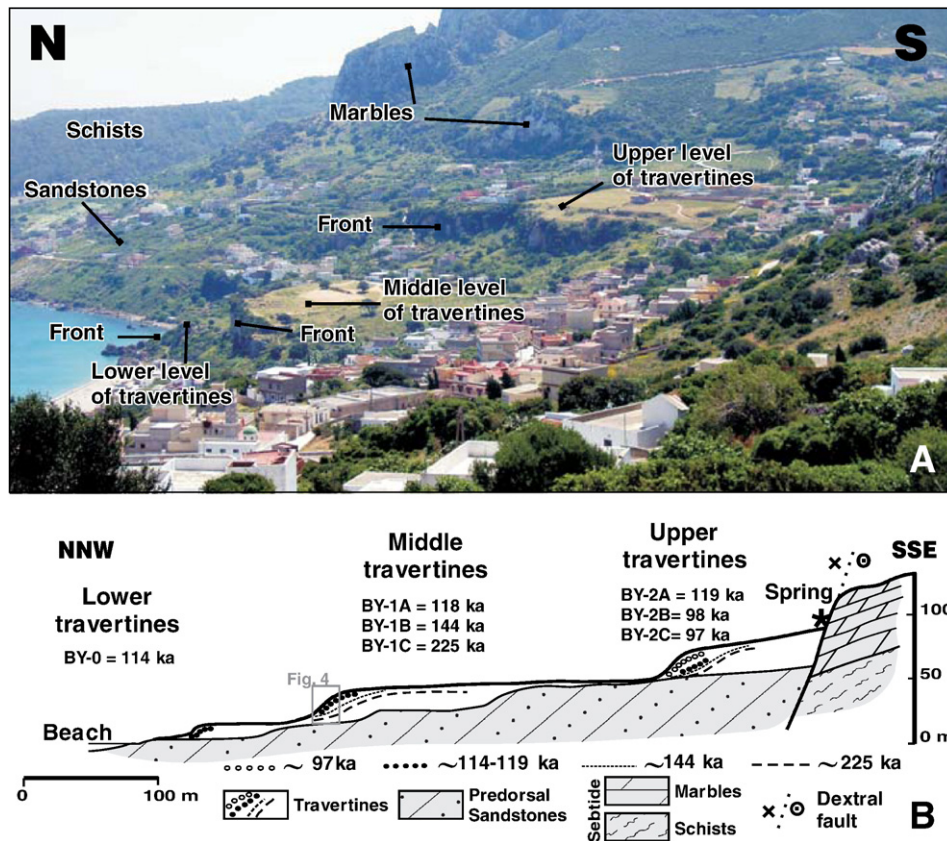 N
S
Marbles
Schists
Upper level
of travertines
Sandstones
Front
Middle level
of travertines
Front
Front
Lower level
of travertines
A
NNW
SSE
Lower
travertines
BY-0 = 114 ka
Middle
travertines
BY-1A = 118 ka
BY-1B = 144 ka
BY-1C = 225 ka
Upper
travertines
BY-2A = 119 ka
BY-2B= 98 ka
BY-2C= 97 ka
Spring
100
50
0 m
Fig. 4
Beach
~ 97ka
~114-119 ka
~144 ka
~225 ka
0
100 m
Travertines
Predorsal
Sandstones
Sebtide
Marbles
Schists
Dextral
fault
B